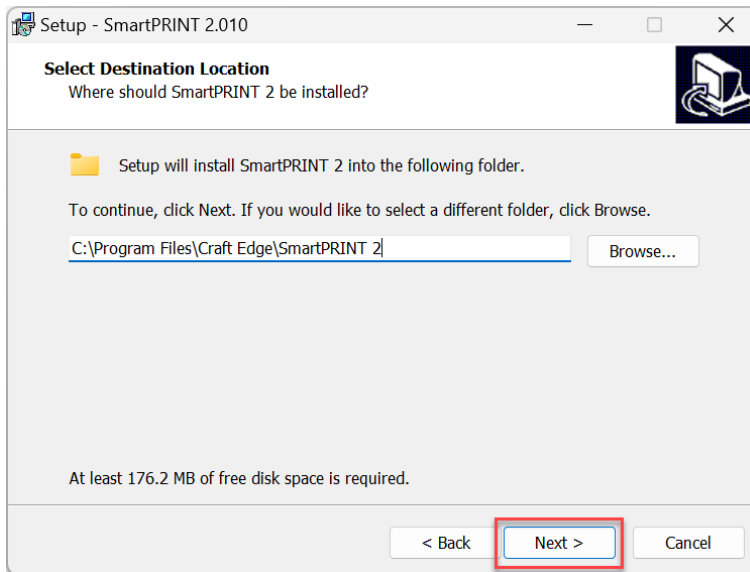 Setup - SmartPRINT 2.010
Select Destination Location
Where should SmartPRINT 2 be installed?
Setup will install SmartPRINT 2 into the following folder.
To continue, click Next. If you would like to select a different folder, click Browse.
C:\Program Files\Craft Edge\SmartPRINT 2
Browse...
At least 176.2 MB of free disk space is required.
< Back
Next >
Cancel